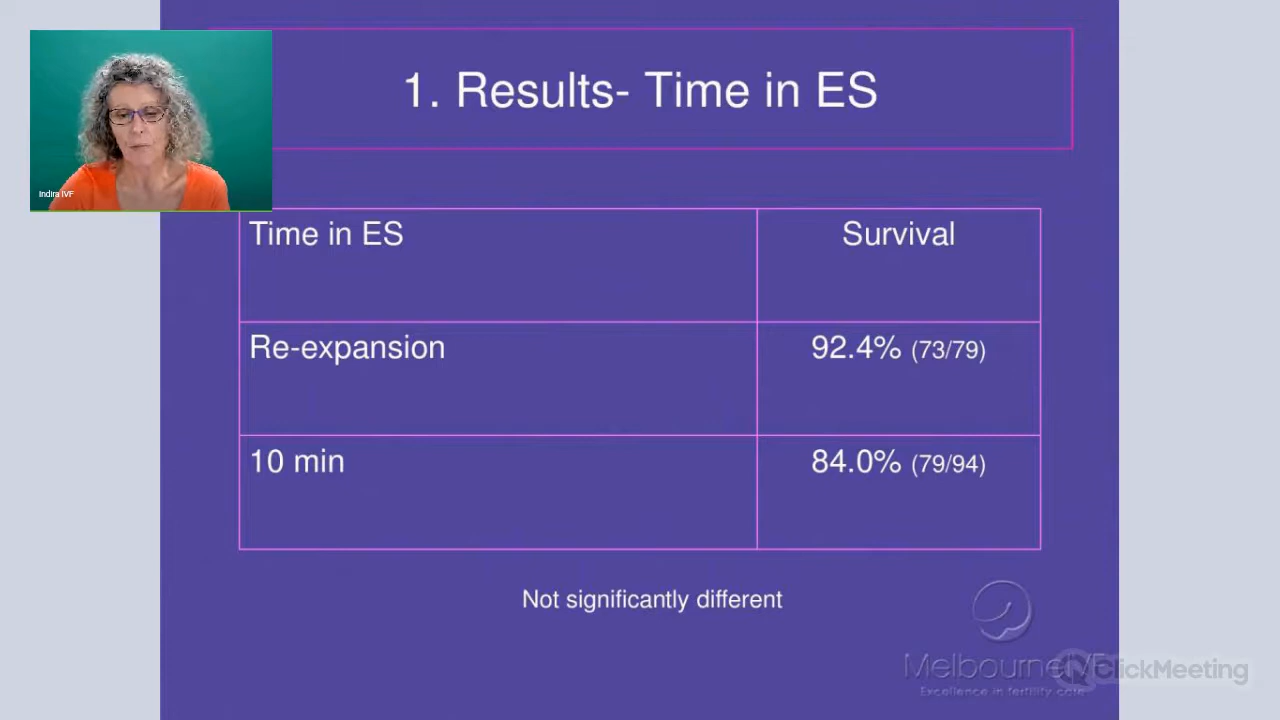 1. Results- Time in ES
Indira IVF
Time in ES
Survival
Re-expansion
92.4% (73/79)
10 min
84.0% (79/94)
Not significantly different
MelbourneIVF
ClickMeeting
Excellence in fertility care